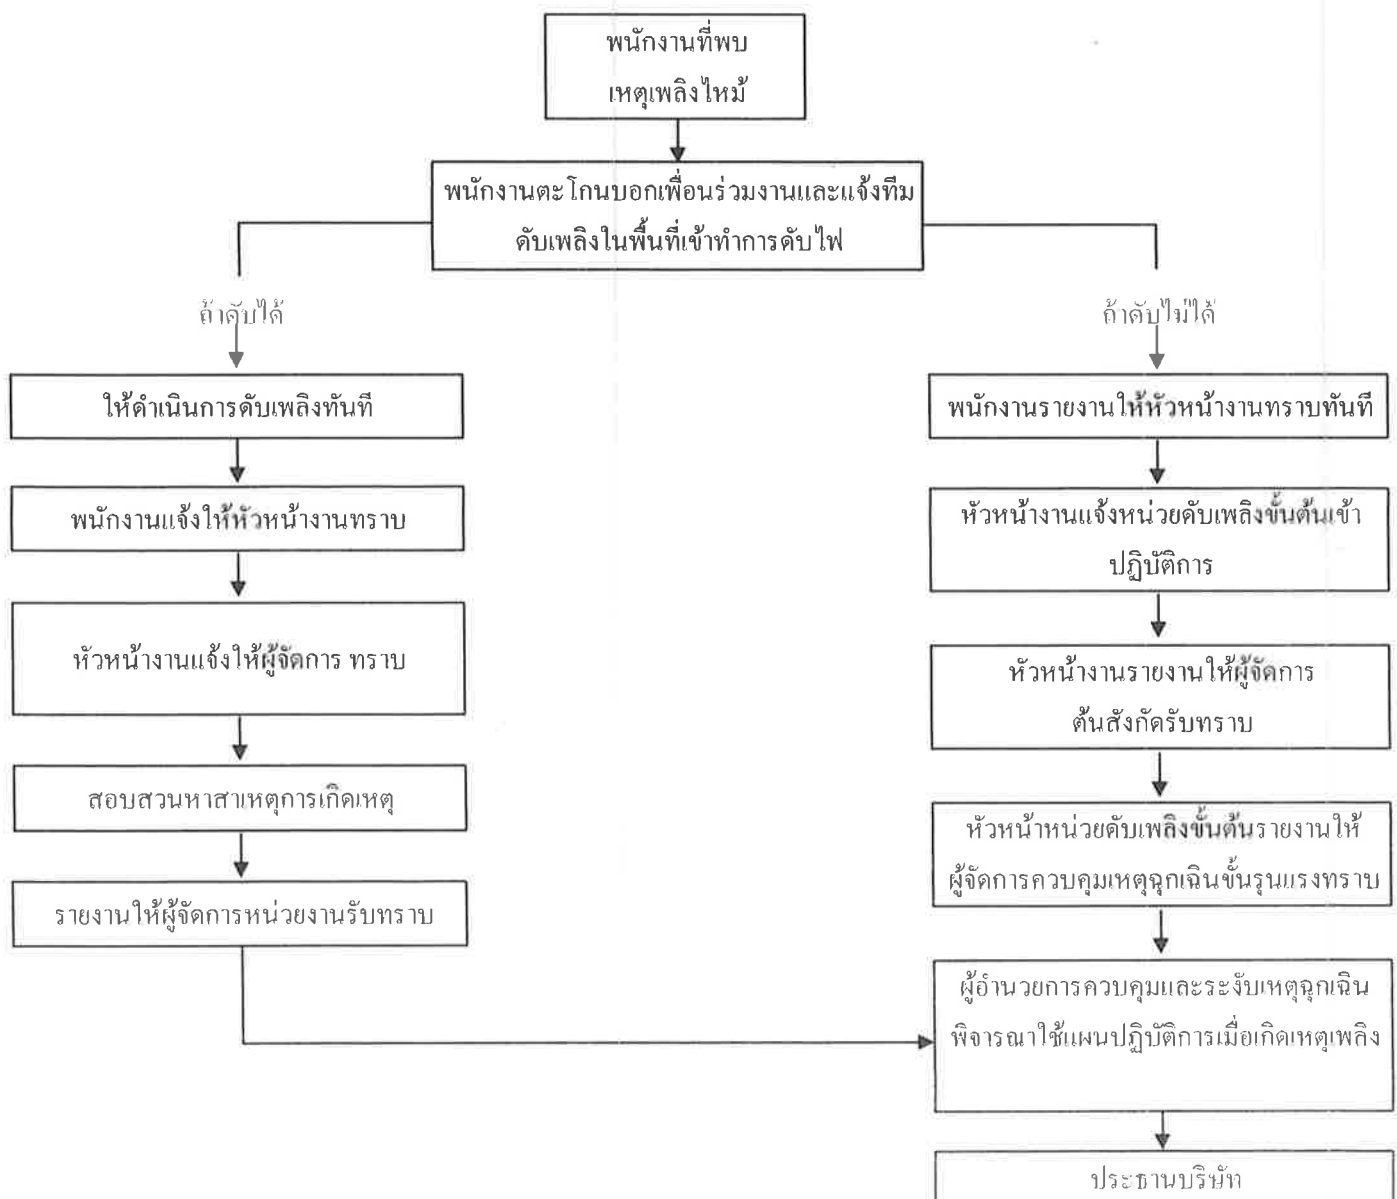 พนักงานที่พบ
เหตุเพลิงไหม้
พนักงานตะโกนบอกเพื่อนร่วมงานและแจ้งทีม
ดับเพลิงในพื้นที่เข้าทำการดับไฟ
ถ้าดับได้
ถ้าดับไม่ได้
ให้ดำเนินการดับเพลิงทันที
พนักงานแจ้งให้หัวหน้างานทราบ
หัวหน้างานแจ้งให้ผู้จัดการ ทราบ
สอบสวนหาสาเหตุการเกิดเหตุ
รายงานให้ผู้จัดการหน่วยงานรับทราบ
พนักงานรายงานให้หัวหน้างานทราบทันที
หัวหน้างานแจ้งหน่วยดับเพลิงขั้นต้นเข้า
ปฏิบัติการ
หัวหน้างานรายงานให้ผู้จัดการ
ต้นสังกัดรับทราบ
หัวหน้าหน่วยดับเพลิงขั้นต้นรายงานให้
ผู้จัดการควบคุมเหตุฉุกเฉินขั้นรุนแรงทราบ
ผู้อำนวยการควบคุมและระงับเหตุฉุกเฉิน
พิจารณาใช้แผนปฏิบัติการเมื่อเกิดเหตุเพลิง
ประธานบริษัท